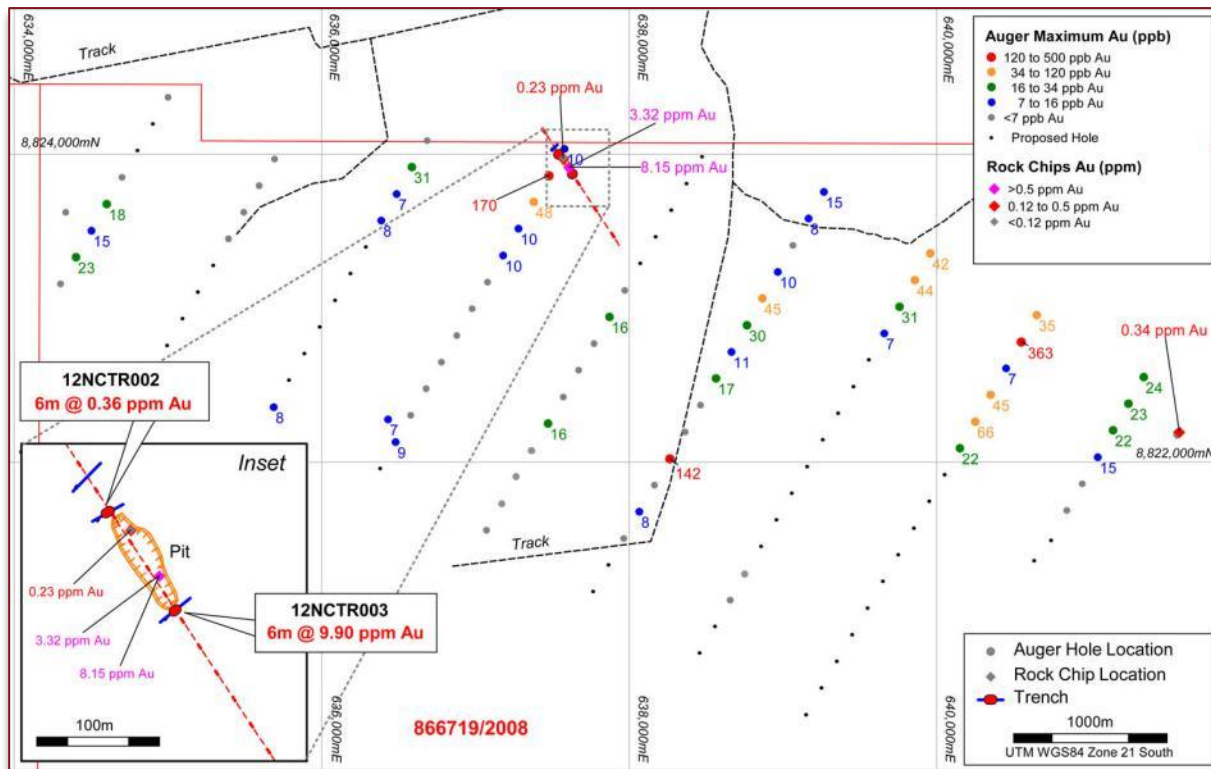 634,000mE
636,000mE
638,000mE
640,000mE
Track
8,824,000mN
0.23 ppm Au
3.32 ppm Au
8.15 ppm Au
10
170
48
10
10
31
7
8
18
15
23
15
8
10
45
30
11
17
142
8
16
16
8
7
9
42
44
31
7
35
363
7
45
66
22
0.34 ppm Au
24
23
22
15
8,822,000mN
Track
Auger Maximum Au (ppb)
120 to 500 ppb Au
34 to 120 ppb Au
16 to 34 ppb Au
7 to 16 ppb Au
<7 ppb Au
Proposed Hole
Rock Chips Au (ppm)
>0.5 ppm Au
0.12 to 0.5 ppm Au
<0.12 ppm Au
12NCTR002
6m @ 0.36 ppm Au
Inset
Pit
0.23 ppm Au
3.32 ppm Au
8.15 ppm Au
12NCTR003
6m @ 9.90 ppm Au
100m
866719/2008
636,000mE
638,000mE
640,000mE
Auger Hole Location
Rock Chip Location
Trench
1000m
UTM WGS84 Zone 21 South